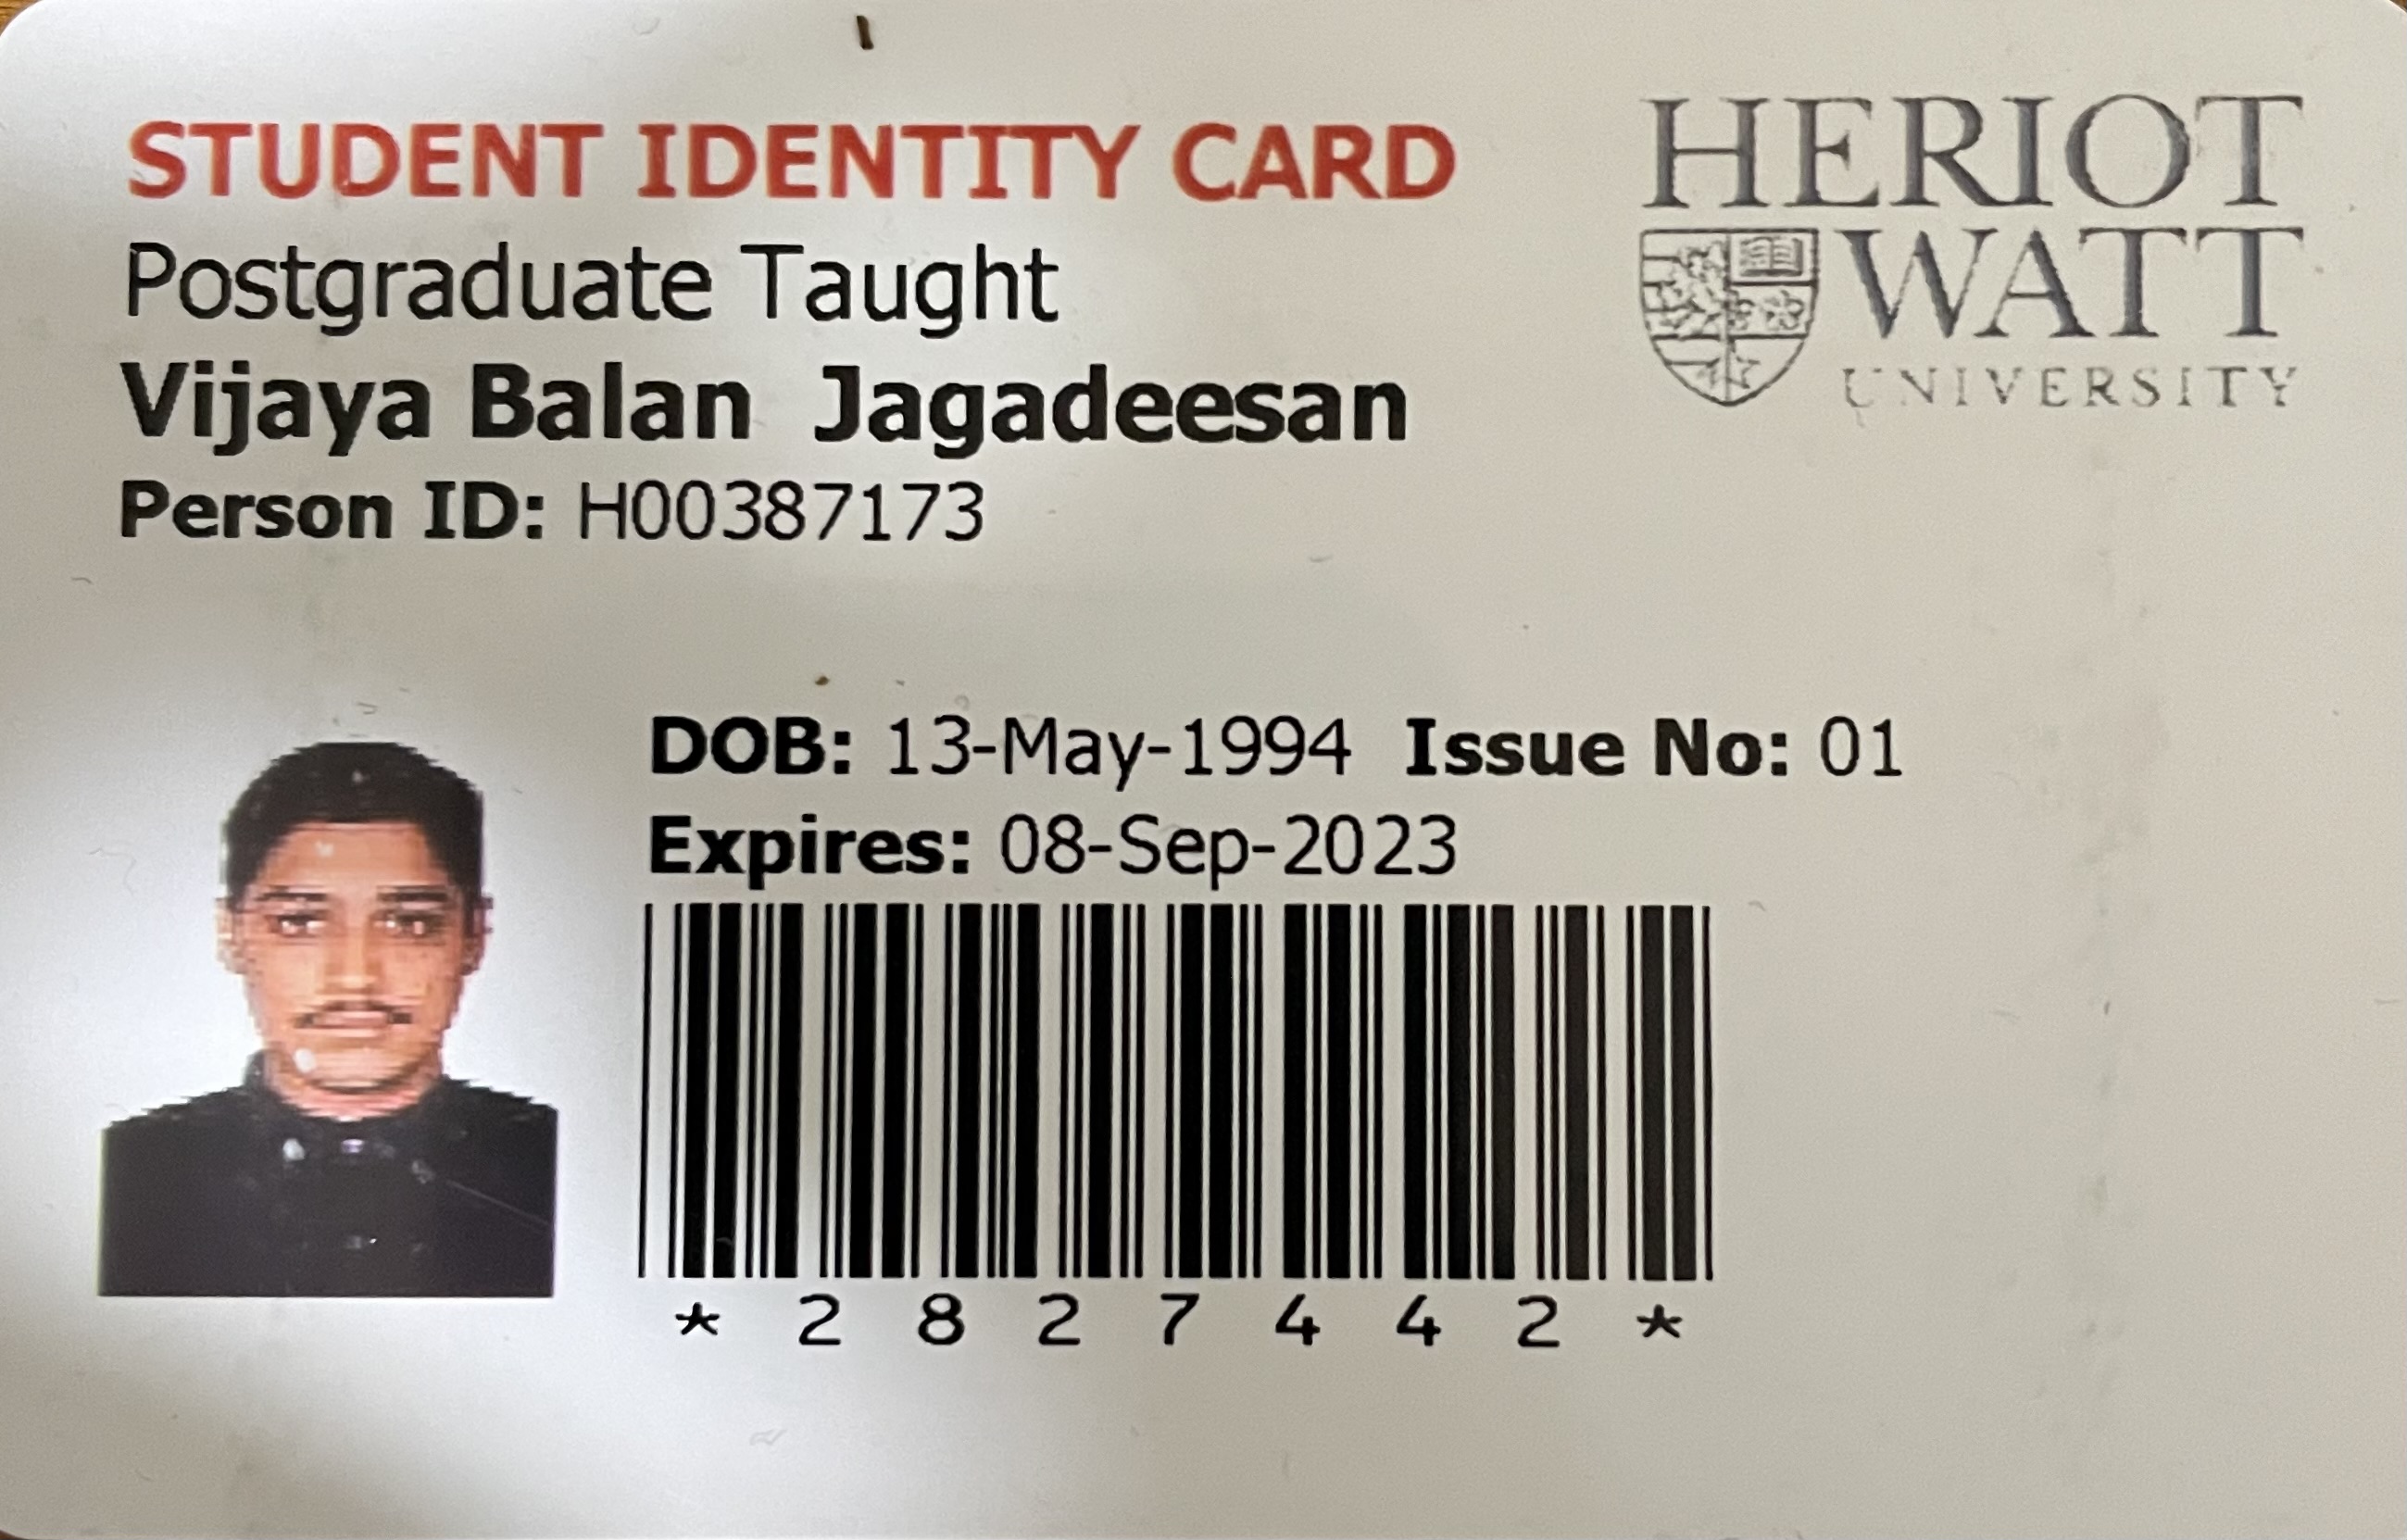 STUDENT IDENTITY CARD
Postgraduate Taught
Vijaya Balan Jagadeesan
Person ID: H00387173
HERIOT
WATT
UNIVERSITY
DOB: 13-May-1994 Issue No: 01
Expires: 08-Sep-2023
* 2 8 2 7 4 4 2 *